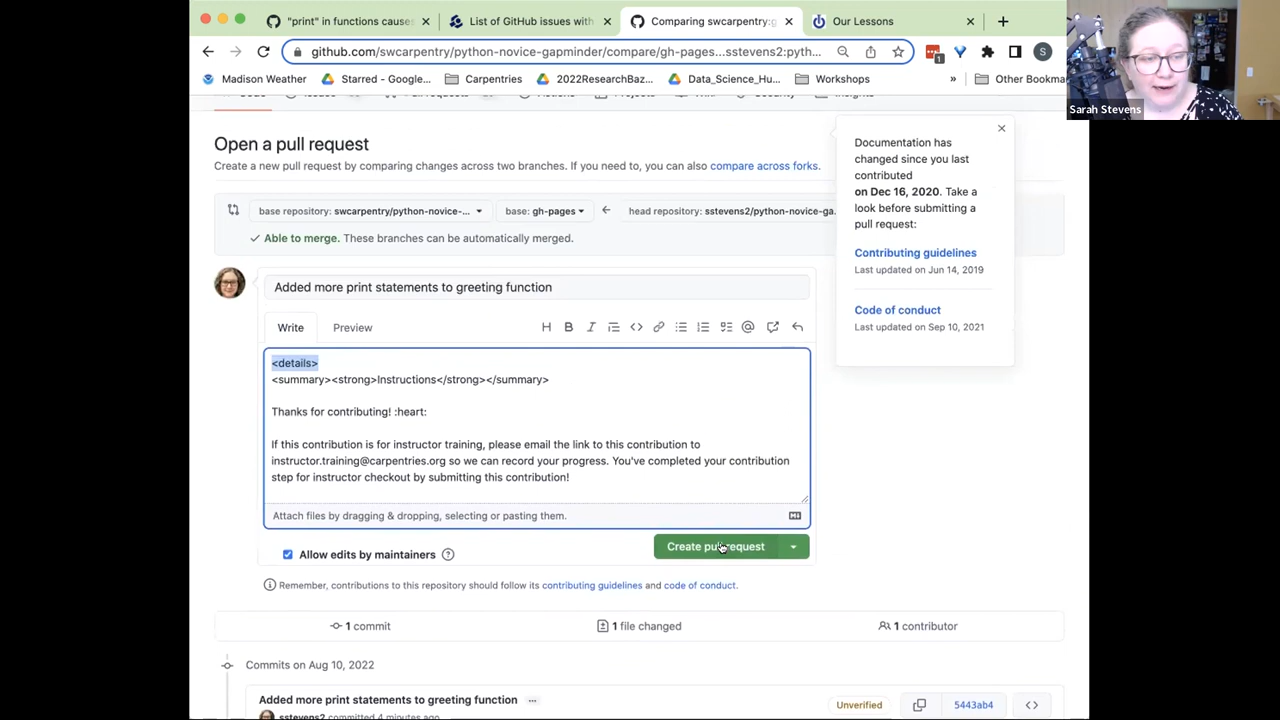 "print" in functions cause
List of GitHub issues with
Comparing swcarpentry:g
Our Lessons
github.com/swcarpentry/python-novice-gapminder/compare/gh-pages...sstevens2:pyth...
S
1
Madison Weather
Starred - Google...
Carpentries
2022ResearchBaz...
Data_Science_Hu...
Workshops
»
Other Bookma
Sarah Stevens
Open a pull request
Create a new pull request by comparing changes across two branches. If you need to, you can also compare across forks.
base repository: swcarpentry/python-novice-...
base: gh-pages
head repository: sstevens2/python-novice-ga.
Able to merge. These branches can be automatically merged.
Documentation has
changed since you last
contributed
on Dec 16, 2020. Take a
look before submitting a
pull request:
Contributing guidelines
Last updated on Jun 14, 2019
Code of conduct
Last updated on Sep 10, 2021
Added more print statements to greeting function
Write
Preview
<details>
<summary><strong>Instructions</strong></summary>
Thanks for contributing! :heart:
If this contribution is for instructor training, please email the link to this contribution to
instructor.training@carpentries.org so we can record your progress. You've completed your contribution
step for instructor checkout by submitting this contribution!
Attach files by dragging & dropping, selecting or pasting them.
Allow edits by maintainers
Create pull request
Remember, contributions to this repository should follow its contributing guidelines and code of conduct.
1 commit
1 file changed
1 contributor
Commits on Aug 10, 2022
Added more print statements to greeting function
...
Unverified
5443ab4
sstevens2 committed 4 minutes ago